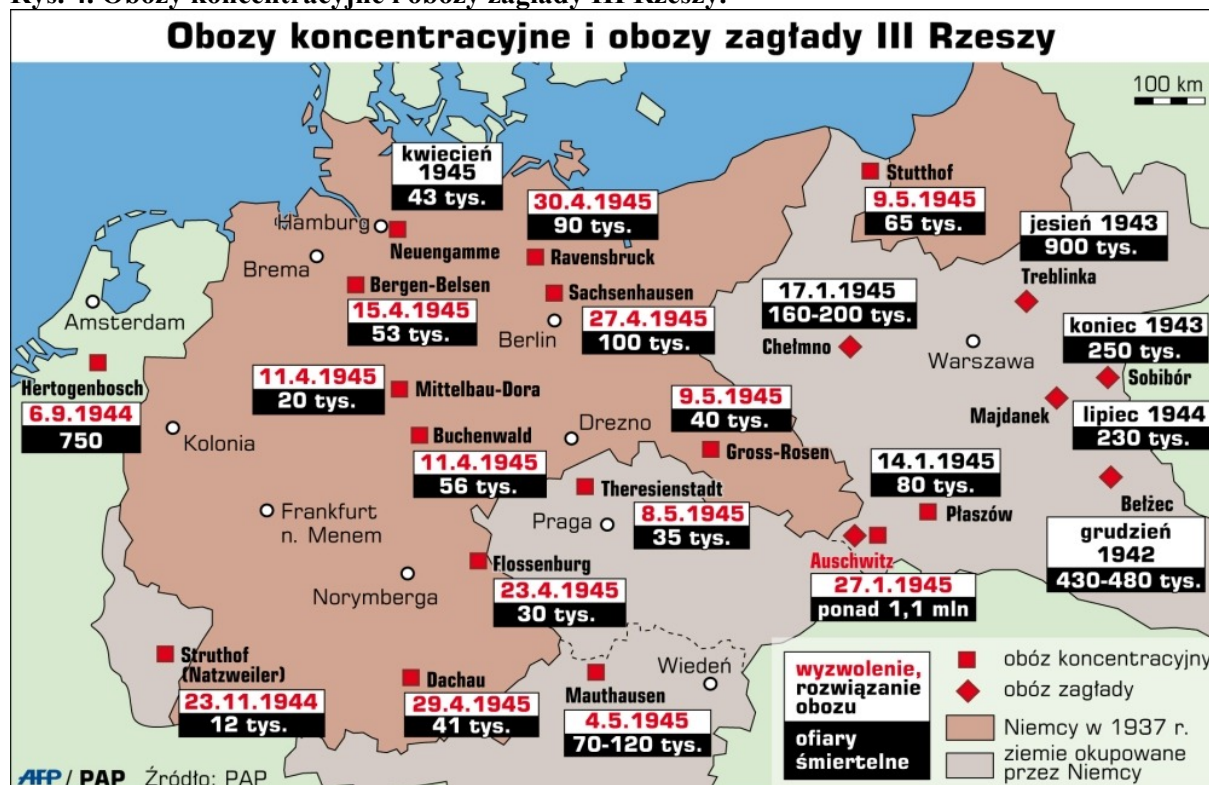 Rys. 4. Obozy koncentracyjne i obozy zagłady III Rzeszy.
Obozy koncentracyjne i obozy zagłady III Rzeszy
100 km
kwiecień
1945
43 tys.
Hamburg
Neuengamme
Brema
30.4.1945
90 tys.
Ravensbruck
Stutthof
9.5.1945
65 tys.
jesień 1943
900 tys.
Treblinka
Bergen-Belsen
15.4.1945
53 tys.
Sachsenhausen
27.4.1945
100 tys.
Berlin
17.1.1945
160-200 tys.
Chełmno
Warszawa
koniec 1943
250 tys.
Sobibór
Amsterdam
Hertogenbosch
6.9.1944
750
11.4.1945
20 tys.
Mittelbau-Dora
Majdanek
lipiec 1944
230 tys.
Kolonia
Buchenwald
11.4.1945
56 tys.
Drezno
9.5.1945
40 tys.
Gross-Rosen
14.1.1945
80 tys.
Płaszów
Bełżec
grudzień
1942
430-480 tys.
Frankfurt
n. Menem
Theresienstadt
8.5.1945
35 tys.
Praga
Auschwitz
27.1.1945
ponad 1,1 mln
Flossenburg
23.4.1945
30 tys.
Norymberga
Struthof
(Natzweiler)
23.11.1944
12 tys.
Dachau
29.4.1945
41 tys.
Mauthausen
4.5.1945
70-120 tys.
Wiedeń
wyzwolenie,
rozwiązanie
obozu
ofiary
śmiertelne
obóz koncentracyjny
obóz zagłady
Niemcy w 1937 r.
ziemie okupowane
przez Niemcy
AFP / PAP Źródło: PAP